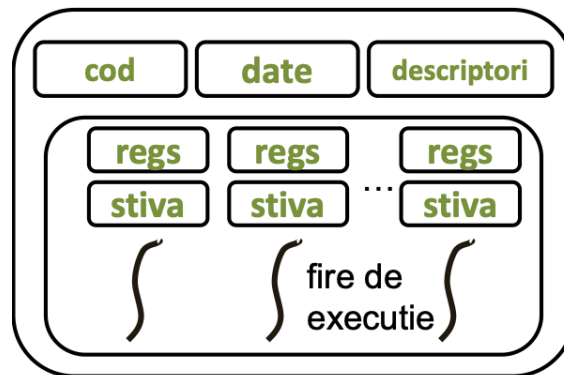 cod date descriptori
regs regs regs
...
stiva stiva stiva
fire de
executie